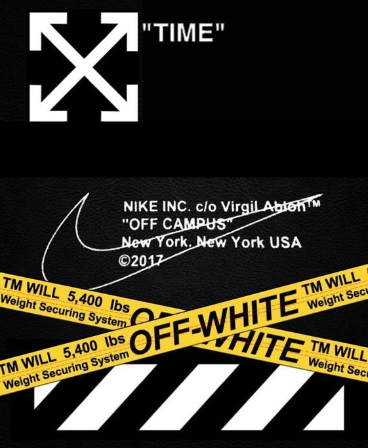 "TIME"
NIKE INC. c/o Virgil Abloh™
"OFF CAMPUS"
New York, New York USA
©2017
TM WILL 5,400 lbs
Weight Securing System
OFF-WHITE
TM WILL
Weight Secu
TM WILL 5,400 lbs
Weight Securing System
OFF-WHITE
TM WILL
Weight Secu